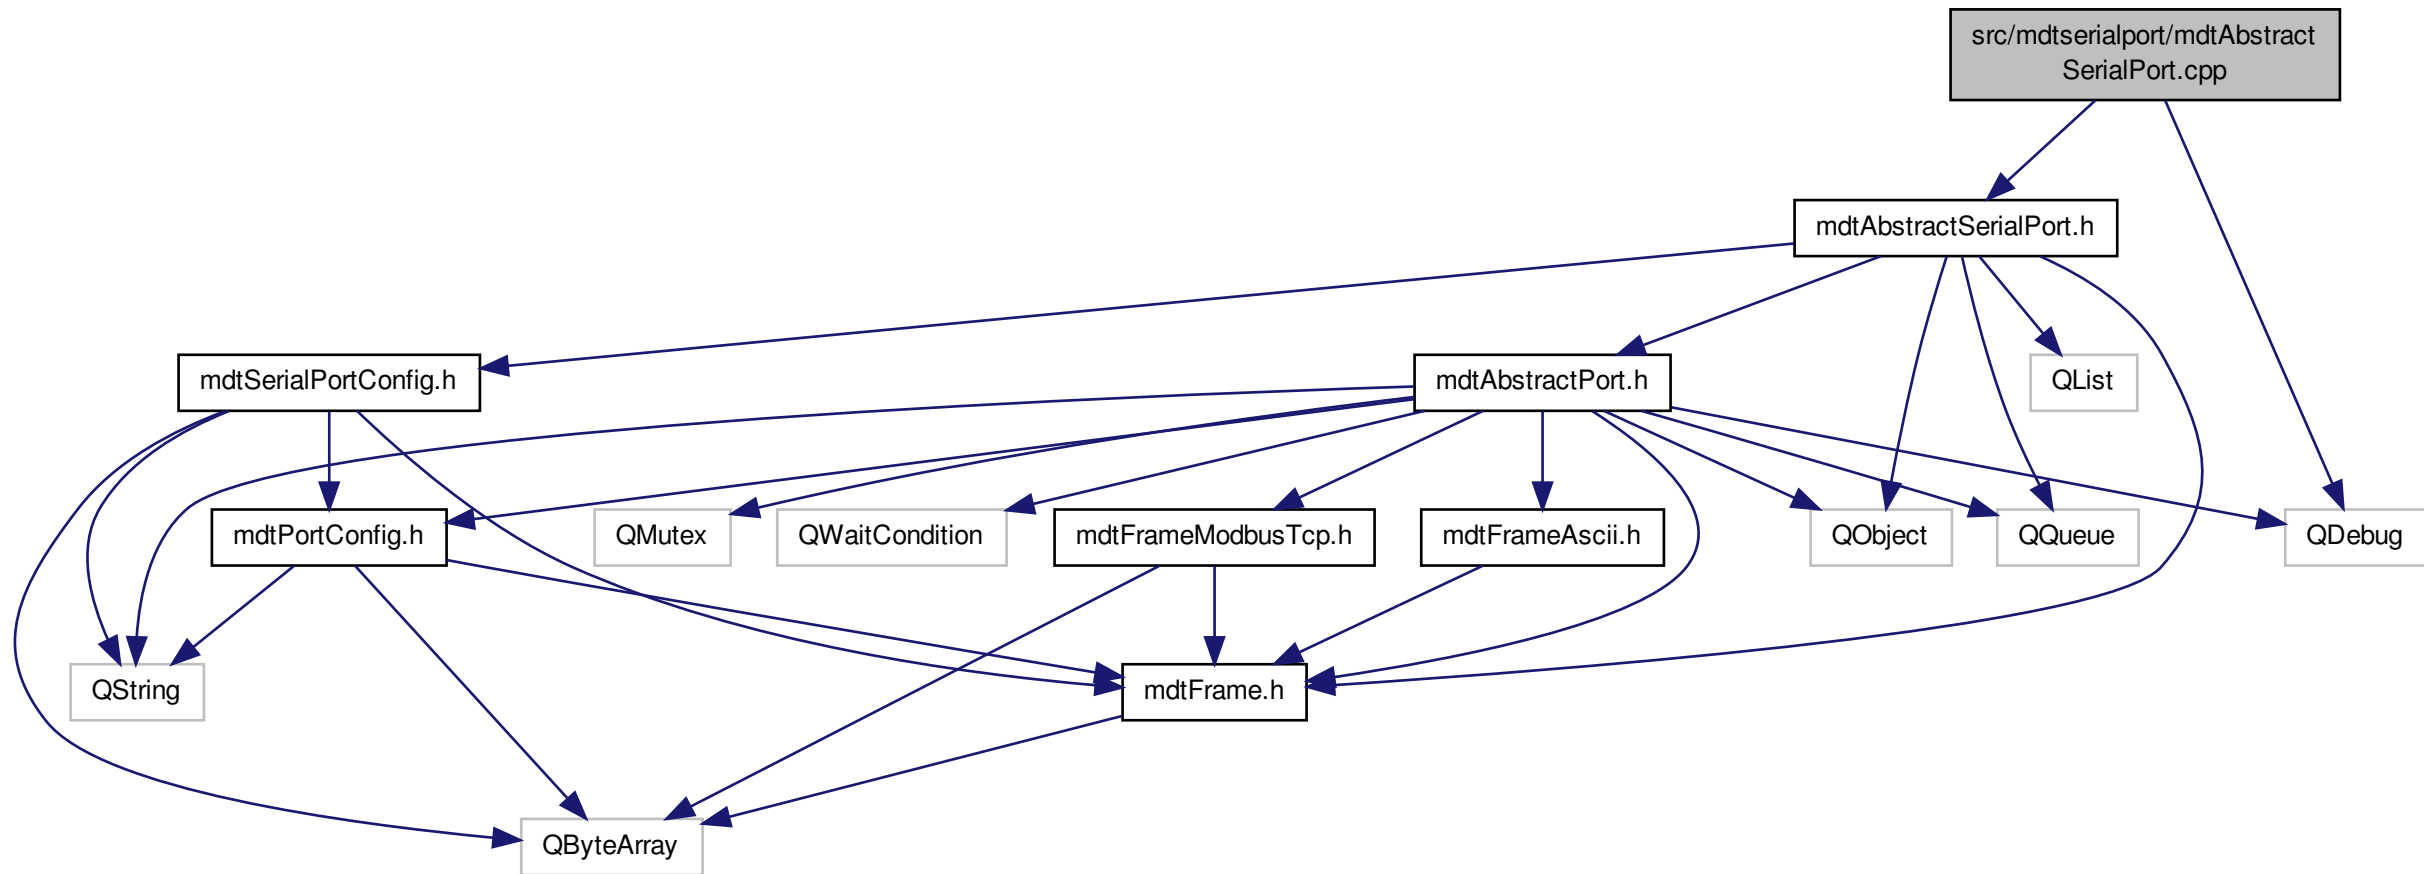 src/mdtserialport/mdtAbstract
SerialPort.cpp
mdtAbstractSerialPort.h
mdtSerialPortConfig.h
mdtAbstractPort.h
QList
mdtPortConfig.h
QMutex
QWaitCondition
mdtFrameModbusTcp.h
mdtFrameAscii.h
QObject
QQueue
QDebug
QString
mdtFrame.h
QByteArray